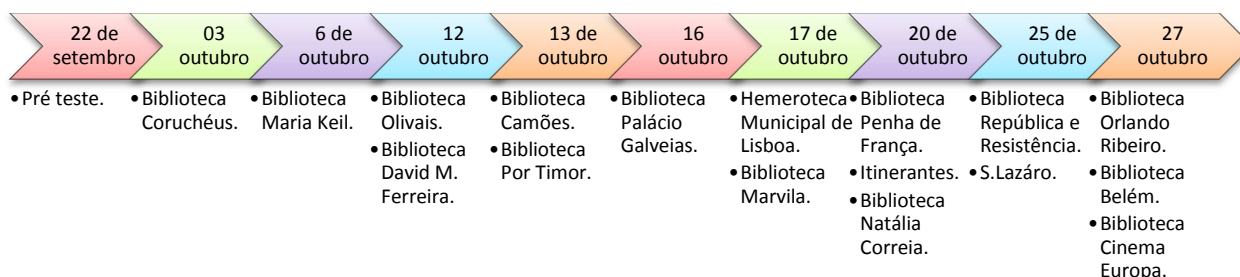 22 de
setembro
03
outubro
6 de
outubro
12
outubro
13 de
outubro
16
outubro
17 de
outubro
20 de
outubro
25 de
outubro
27
outubro
•Pré teste.
•Biblioteca
Coruchéus.
•Biblioteca
Maria Keil.
•Biblioteca
Olivais.
•Biblioteca
David M.
Ferreira.
•Biblioteca
Camões.
•Biblioteca
Por Timor.
•Biblioteca
Palácio
Galveias.
•Hemeroteca
Municipal de
Lisboa.
•Biblioteca
Marvila.
•Biblioteca
Penha de
França.
•Itinerantes.
•Biblioteca
Natália
Correia.
•Biblioteca
República e
Resistência.
•S.Lazáro.
•Biblioteca
Orlando
Ribeiro.
•Biblioteca
Belém.
•Biblioteca
Cinema
Europa.